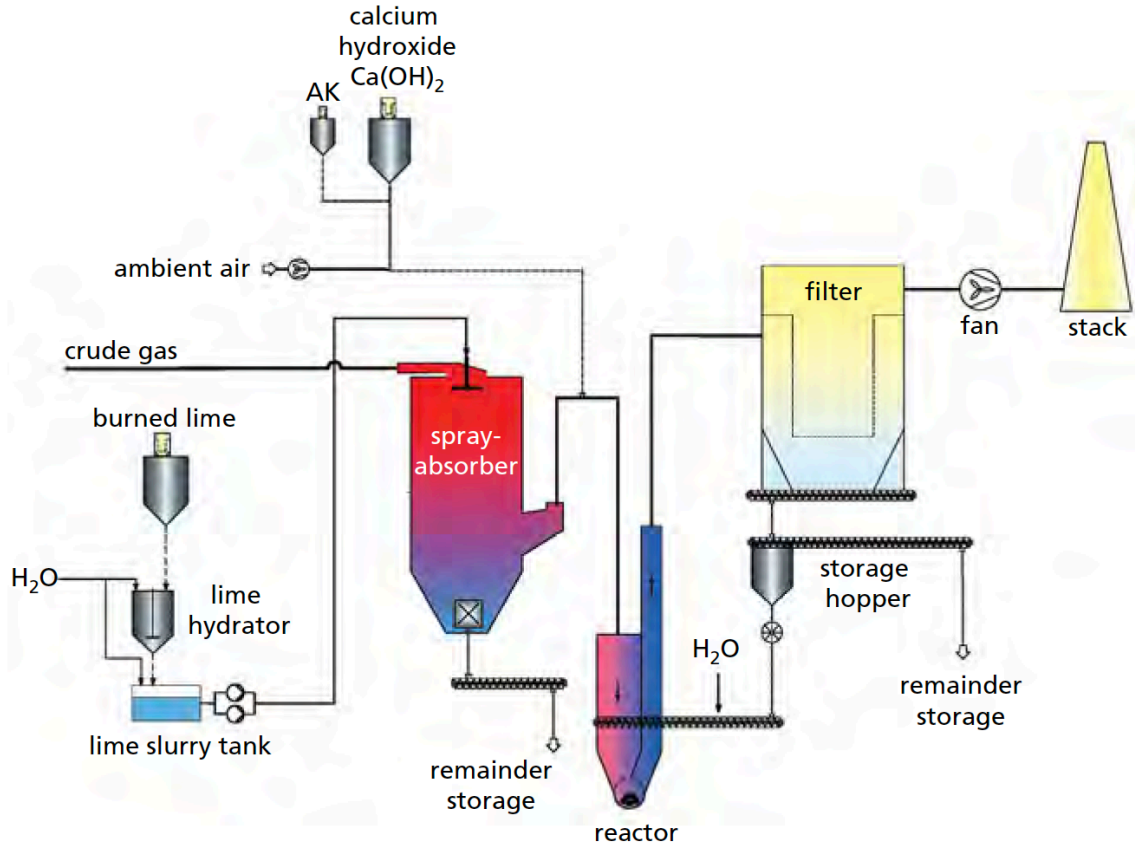 calcium
hydroxide
Ca(OH)₂
AK
ambient air
crude gas
burned lime
H₂O
lime
hydrator
lime slurry tank
spray-
absorber
remainder
storage
reactor
H₂O
filter
fan
stack
storage
hopper
remainder
storage